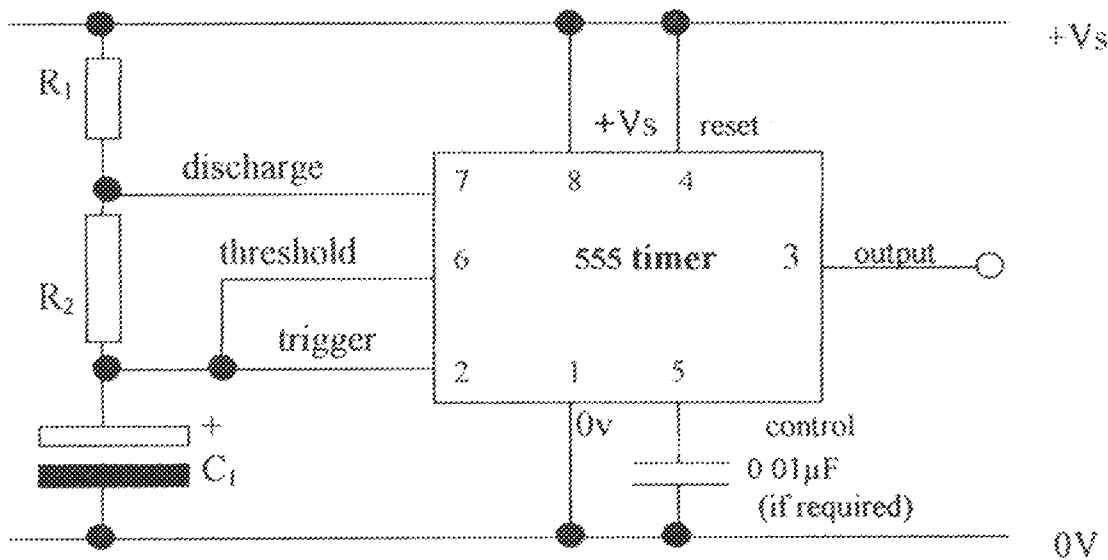 +Vs
R₁
+Vs reset
discharge 7 8 4
threshold 6 555 timer 3 output
R₂
trigger 2 1 5
+ 0v control
C₁ 0 01µF
(if required)
0V